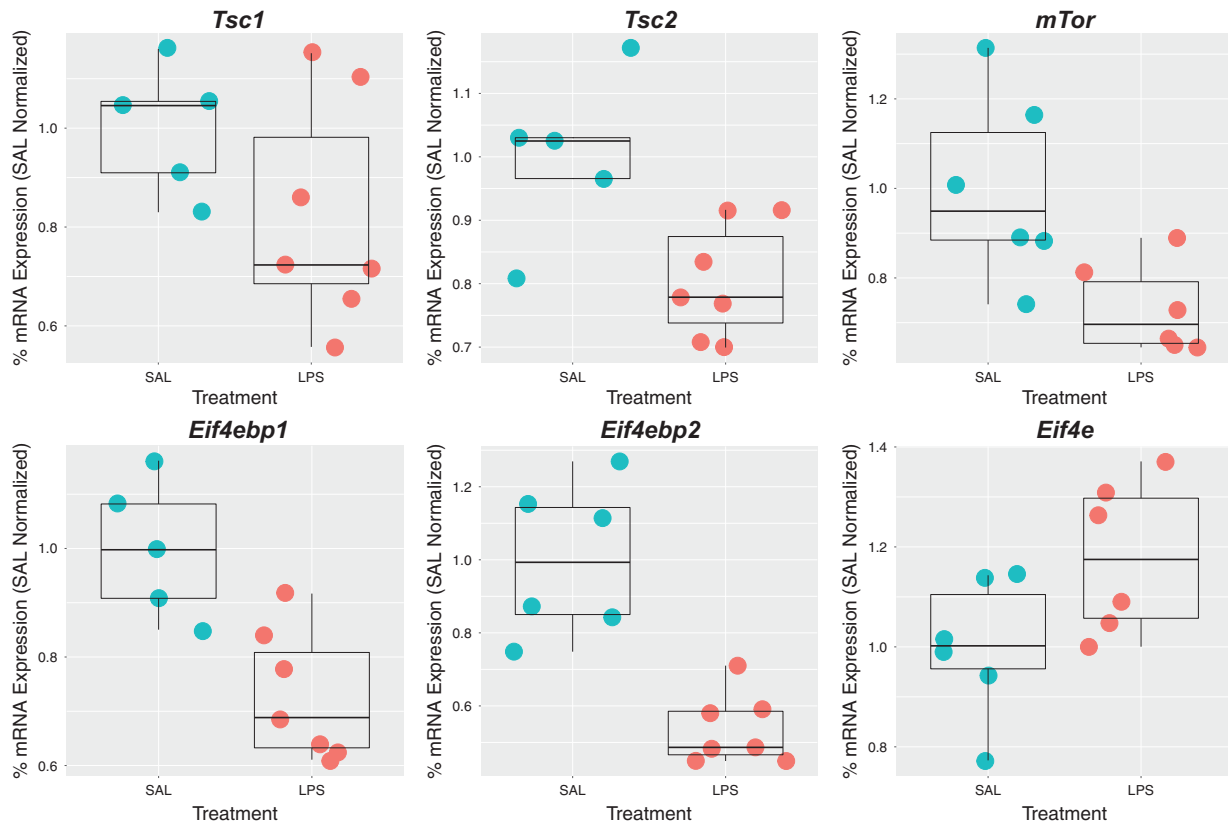 Tsc1
% mRNA Expression (SAL Normalized)
1.0
0.8
0.6
SAL
LPS
Treatment
Tsc2
% mRNA Expression (SAL Normalized)
1.1
1.0
0.9
0.8
0.7
SAL
LPS
Treatment
mTor
% mRNA Expression (SAL Normalized)
1.2
1.0
0.8
SAL
LPS
Treatment
Eif4ebp1
% mRNA Expression (SAL Normalized)
1.0
0.8
0.6
SAL
LPS
Treatment
Eif4ebp2
% mRNA Expression (SAL Normalized)
1.2
1.0
0.8
0.6
SAL
LPS
Treatment
Eif4e
% mRNA Expression (SAL Normalized)
1.4
1.2
1.0
0.8
SAL
LPS
Treatment